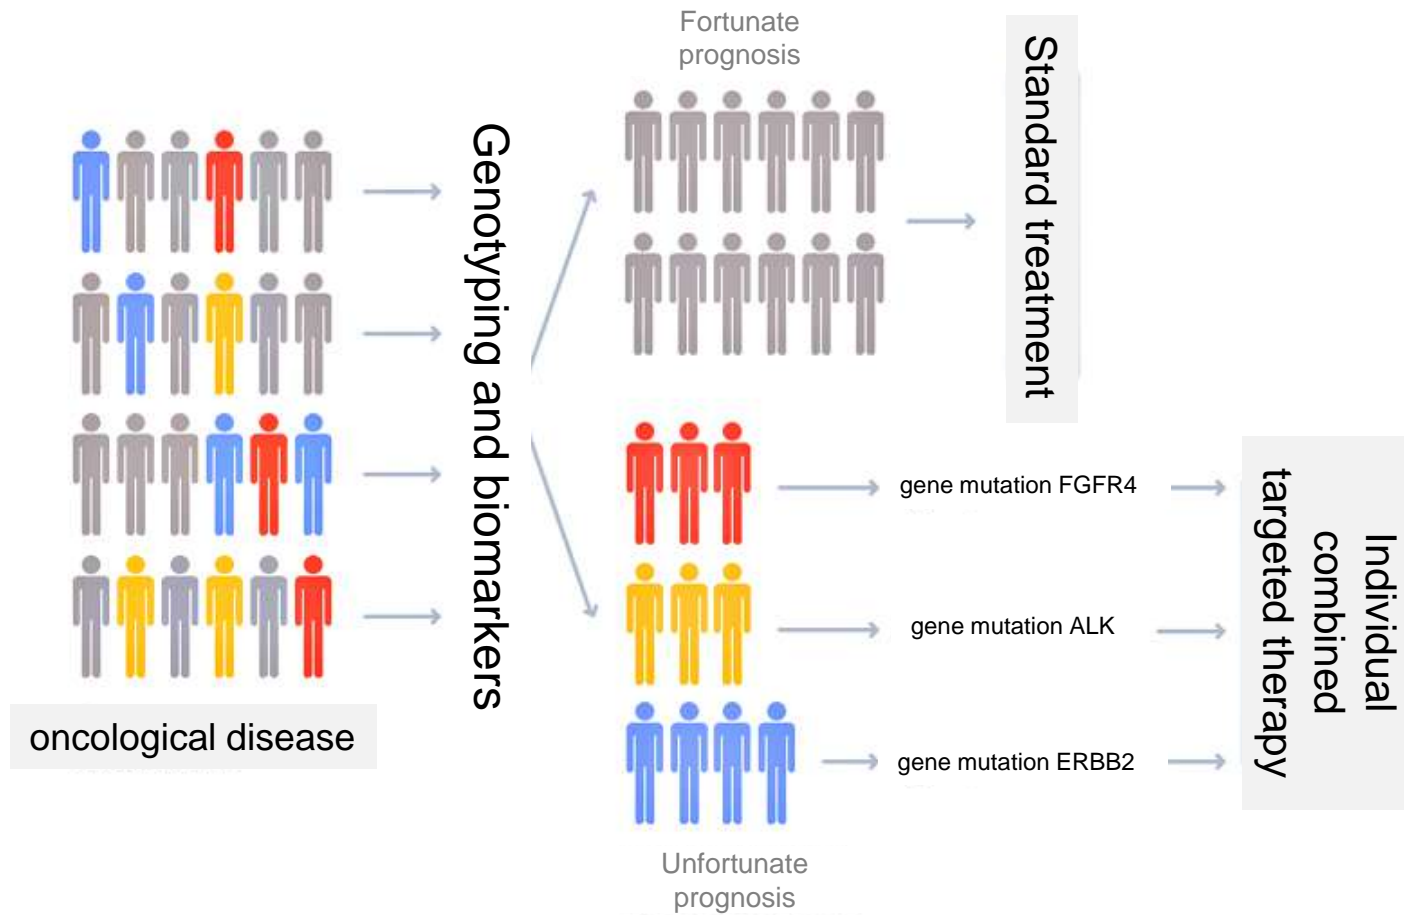 oncological disease
Genotyping and biomarkers
Fortunate
prognosis
Standard treatment
gene mutation FGFR4
gene mutation ALK
gene mutation ERBB2
Individual
combined
targeted therapy
Unfortunate
prognosis